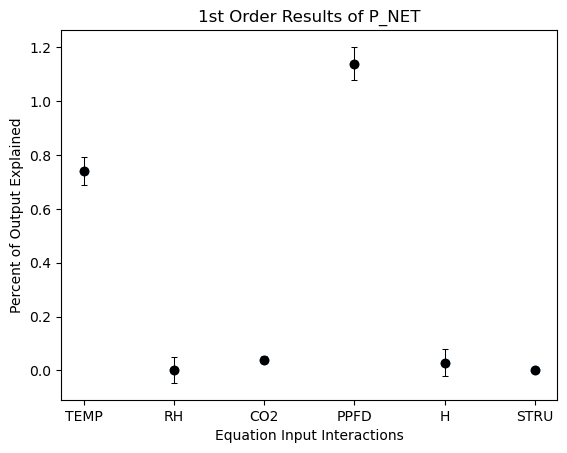 1st Order Results of P_NET
Percent of Output Explained
1.2
1.0
0.8
0.6
0.4
0.2
0.0
TEMP RH CO2 PPFD H STRU
Equation Input Interactions